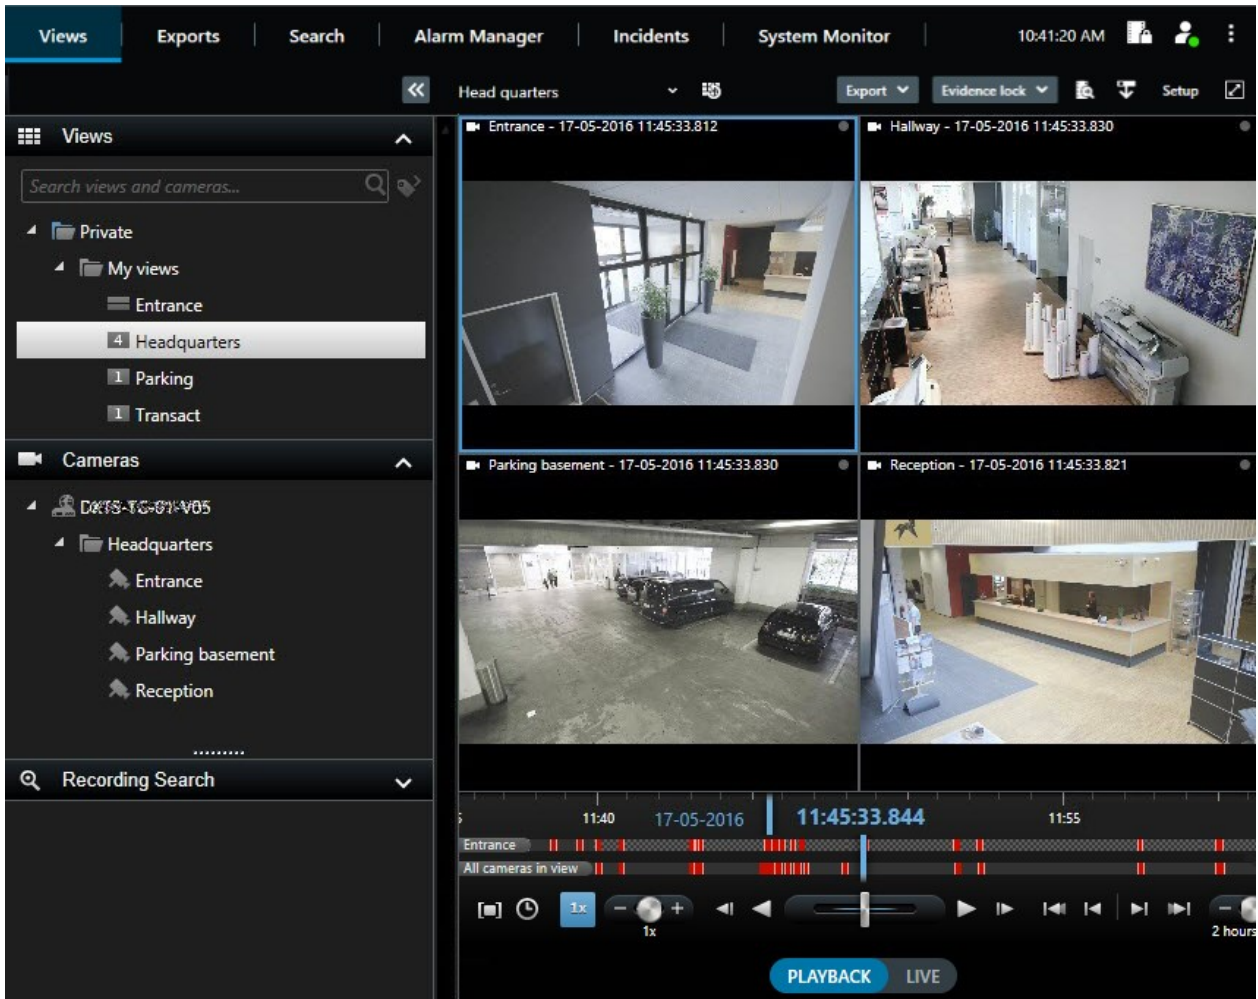 Views Exports Search Alarm Manager Incidents System Monitor 10:41:20 AM
Head quarters Export Evidence lock Setup
Views
Search views and cameras...
Private
My views
Entrance
4 Headquarters
1 Parking
1 Transact
Cameras
Headquarters
Entrance
Hallway
Parking basement
Reception
Recording Search
Entrance - 17-05-2016 11:45:33.812
Hallway - 17-05-2016 11:45:33.830
Parking basement - 17-05-2016 11:45:33.830
Reception - 17-05-2016 11:45:33.821
11:40 17-05-2016 11:45:33.844 11:55
Entrance
All cameras in view
1x
1x
2 hours
PLAYBACK LIVE